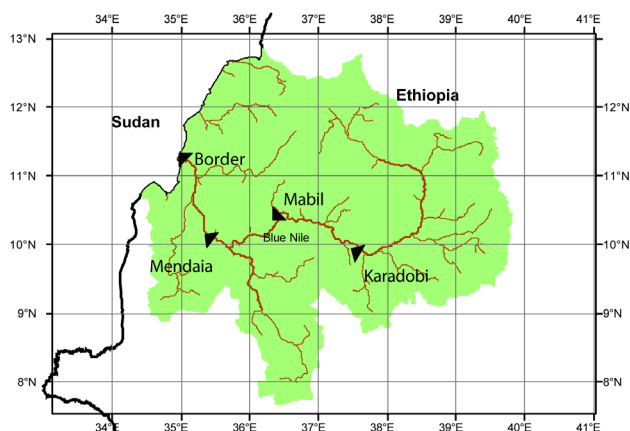 34°E 35°E 36°E 37°E 38°E 39°E 40°E 41°E
13°N 13°N
Ethiopia
12°N 12°N
Sudan
Border
11°N 11°N
Mabil
Blue Nile
10°N 10°N
Mendaia
Karadobi
9°N 9°N
8°N 8°N
34°E 35°E 36°E 37°E 38°E 39°E 40°E 41°E